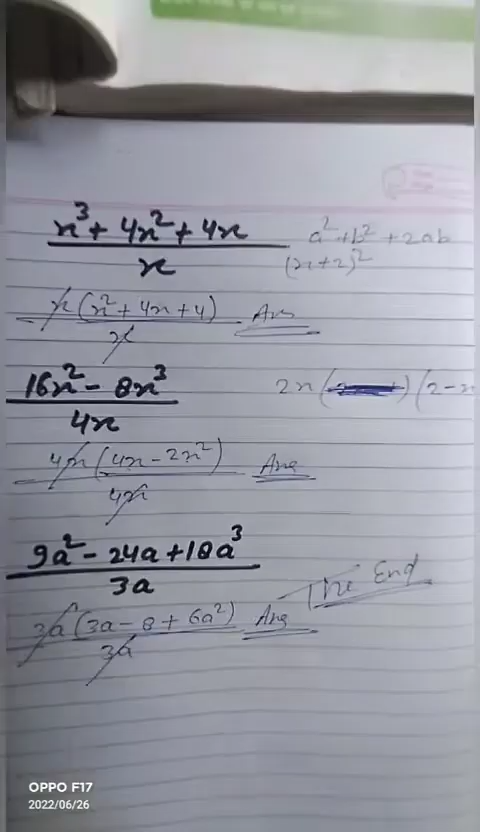 x³ + 4x² + 4x a² + b² + 2ab
x (x+2)²
x(x² + 4x + 4) Ans
x
16x² - 8x³ 2x( ) (2-x
4x
4x(4x - 2x²) Ans
4x
9a² - 24a + 18a³
3a The End
3a(3a - 8 + 6a²) Ans
3a
OPPO F17
2022/06/26